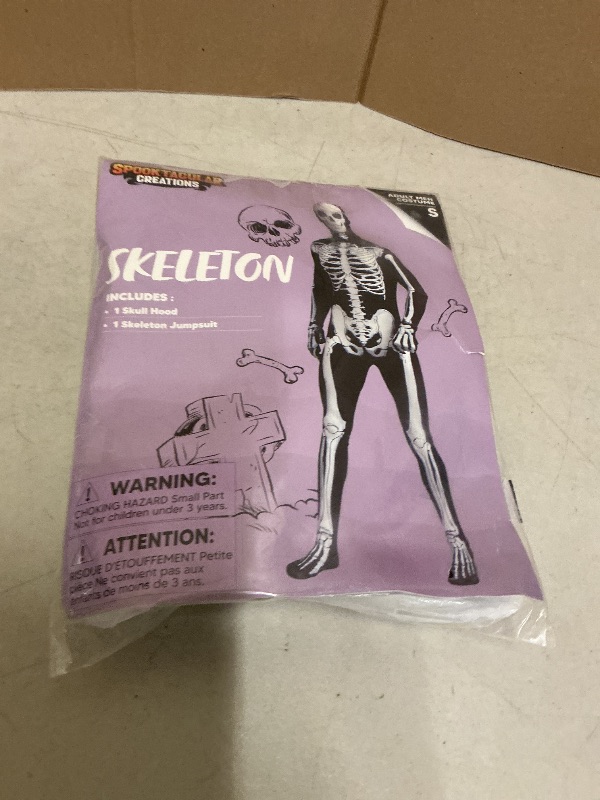 SPOOKTACULAR
CREATIONS
ADULT MEN
COSTUME
S
SKELETON
INCLUDES :
• 1 Skull Hood
• 1 Skeleton Jumpsuit
WARNING:
CHOKING HAZARD Small Part
Not for children under 3 years.
ATTENTION:
RISQUE D'ETOUFFEMENT Petite
pièce Ne convient pas aux
enfants de moins de 3 ans.